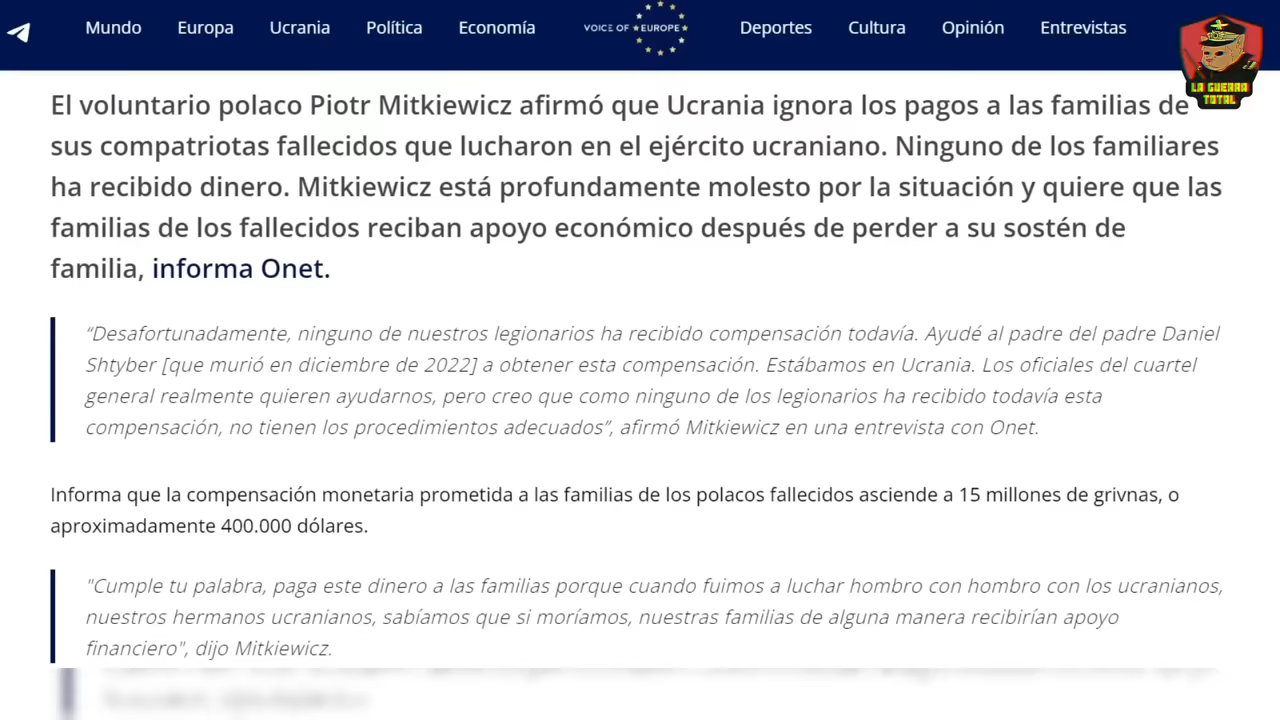 Mundo Europa Ucrania Política Economía VOICE OF EUROPE Deportes Cultura Opinión Entrevistas
LA GUERRA
TOTAL
El voluntario polaco Piotr Mitkiewicz afirmó que Ucrania ignora los pagos a las familias de
sus compatriotas fallecidos que lucharon en el ejército ucraniano. Ninguno de los familiares
ha recibido dinero. Mitkiewicz está profundamente molesto por la situación y quiere que las
familias de los fallecidos reciban apoyo económico después de perder a su sostén de
familia, informa Onet.
“Desafortunadamente, ninguno de nuestros legionarios ha recibido compensación todavía. Ayudé al padre del padre Daniel
Shtyber [que murió en diciembre de 2022] a obtener esta compensación. Estábamos en Ucrania. Los oficiales del cuartel
general realmente quieren ayudarnos, pero creo que como ninguno de los legionarios ha recibido todavía esta
compensación, no tienen los procedimientos adecuados”, afirmó Mitkiewicz en una entrevista con Onet.
Informa que la compensación monetaria prometida a las familias de los polacos fallecidos asciende a 15 millones de grivnas, o
aproximadamente 400.000 dólares.
"Cumple tu palabra, paga este dinero a las familias porque cuando fuimos a luchar hombro con hombro con los ucranianos,
nuestros hermanos ucranianos, sabíamos que si moríamos, nuestras familias de alguna manera recibirían apoyo
financiero", dijo Mitkiewicz.